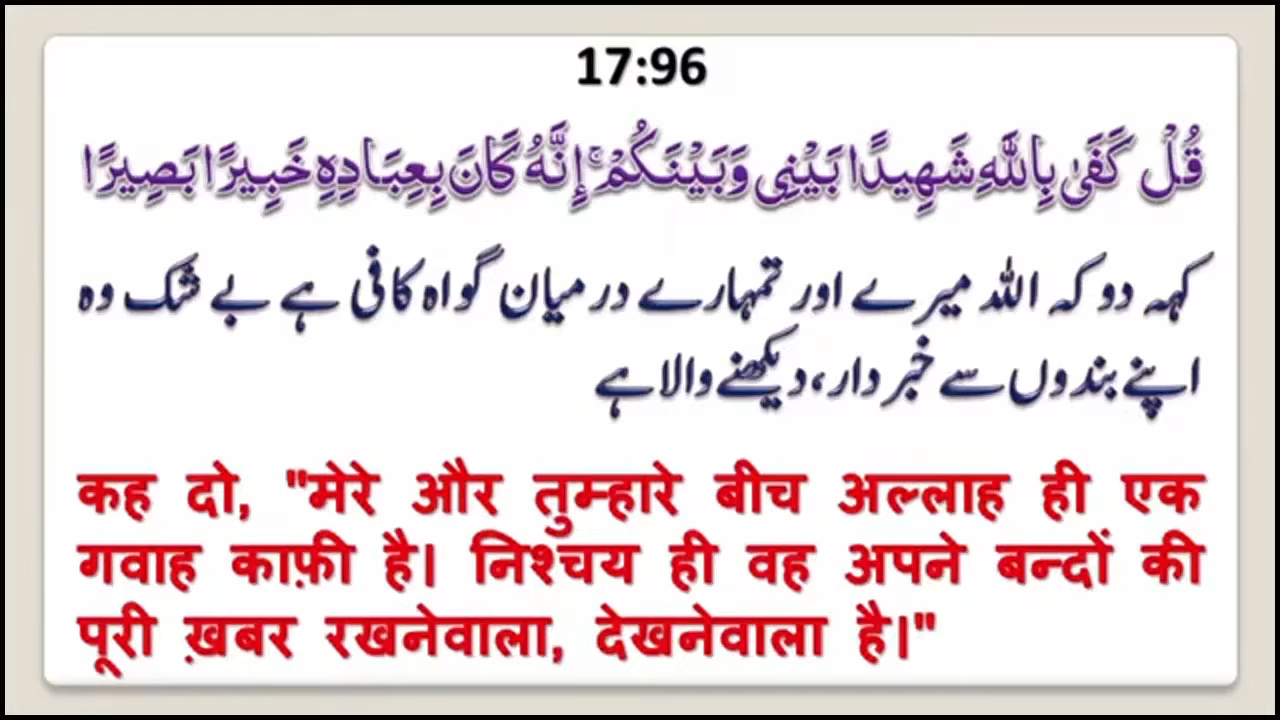 17:96
قُلْ كَفَىٰ بِاللَّهِ شَهِيدًا بَيْنِي وَبَيْنَكُمْ ۚ إِنَّهُ كَانَ بِعِبَادِهِ خَبِيرًا بَصِيرًا
کہہ دو کہ اللہ میرے اور تمہارے درمیان گواہ کافی ہے بے شک وہ
اپنے بندوں سے خبردار، دیکھنے والا ہے
कह दो, "मेरे और तुम्हारे बीच अल्लाह ही एक
गवाह काफ़ी है। निश्चय ही वह अपने बन्दों की
पूरी ख़बर रखनेवाला, देखनेवाला है।"